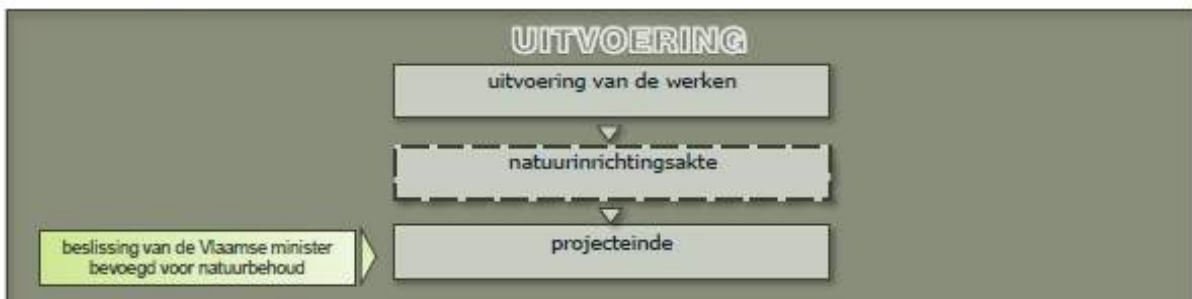 UITVOERING
uitvoering van de werken
natuurinrichtingsakte
projecteinde
beslissing van de Vlaamse minister
bevoegd voor natuurbehoud